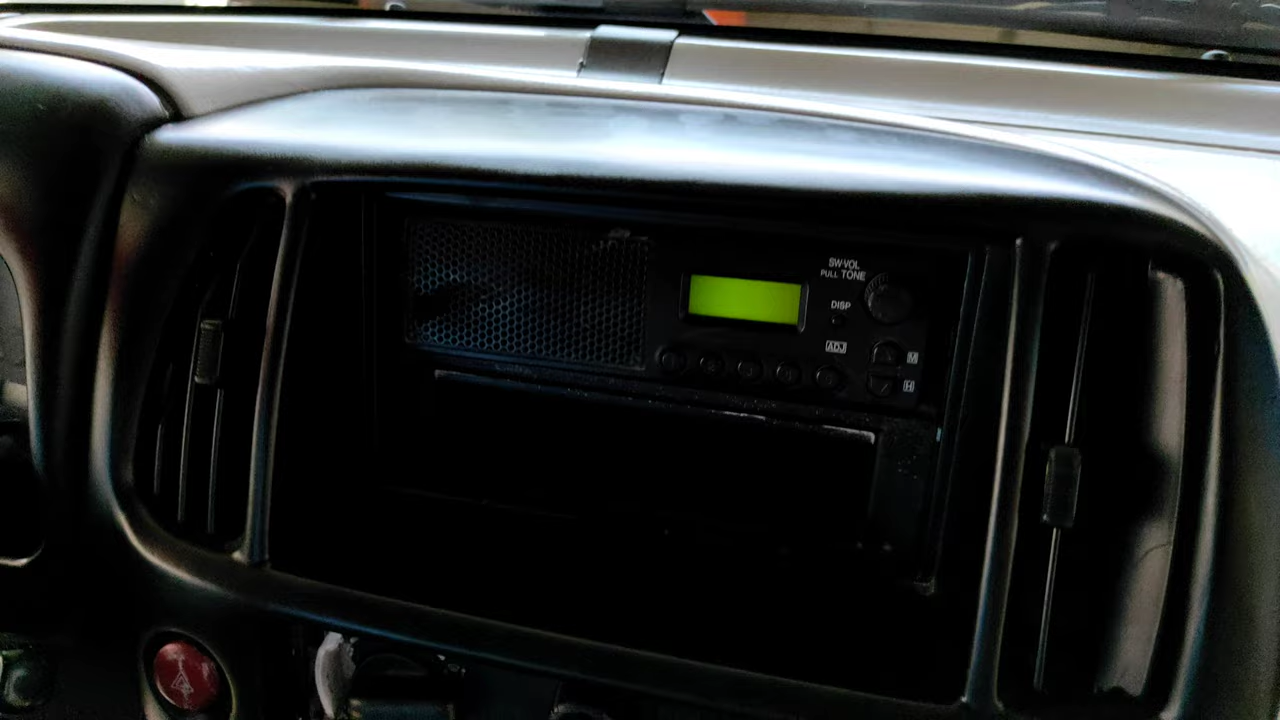 SW·VOL
PULL TONE
DISP
ADJ
M
H